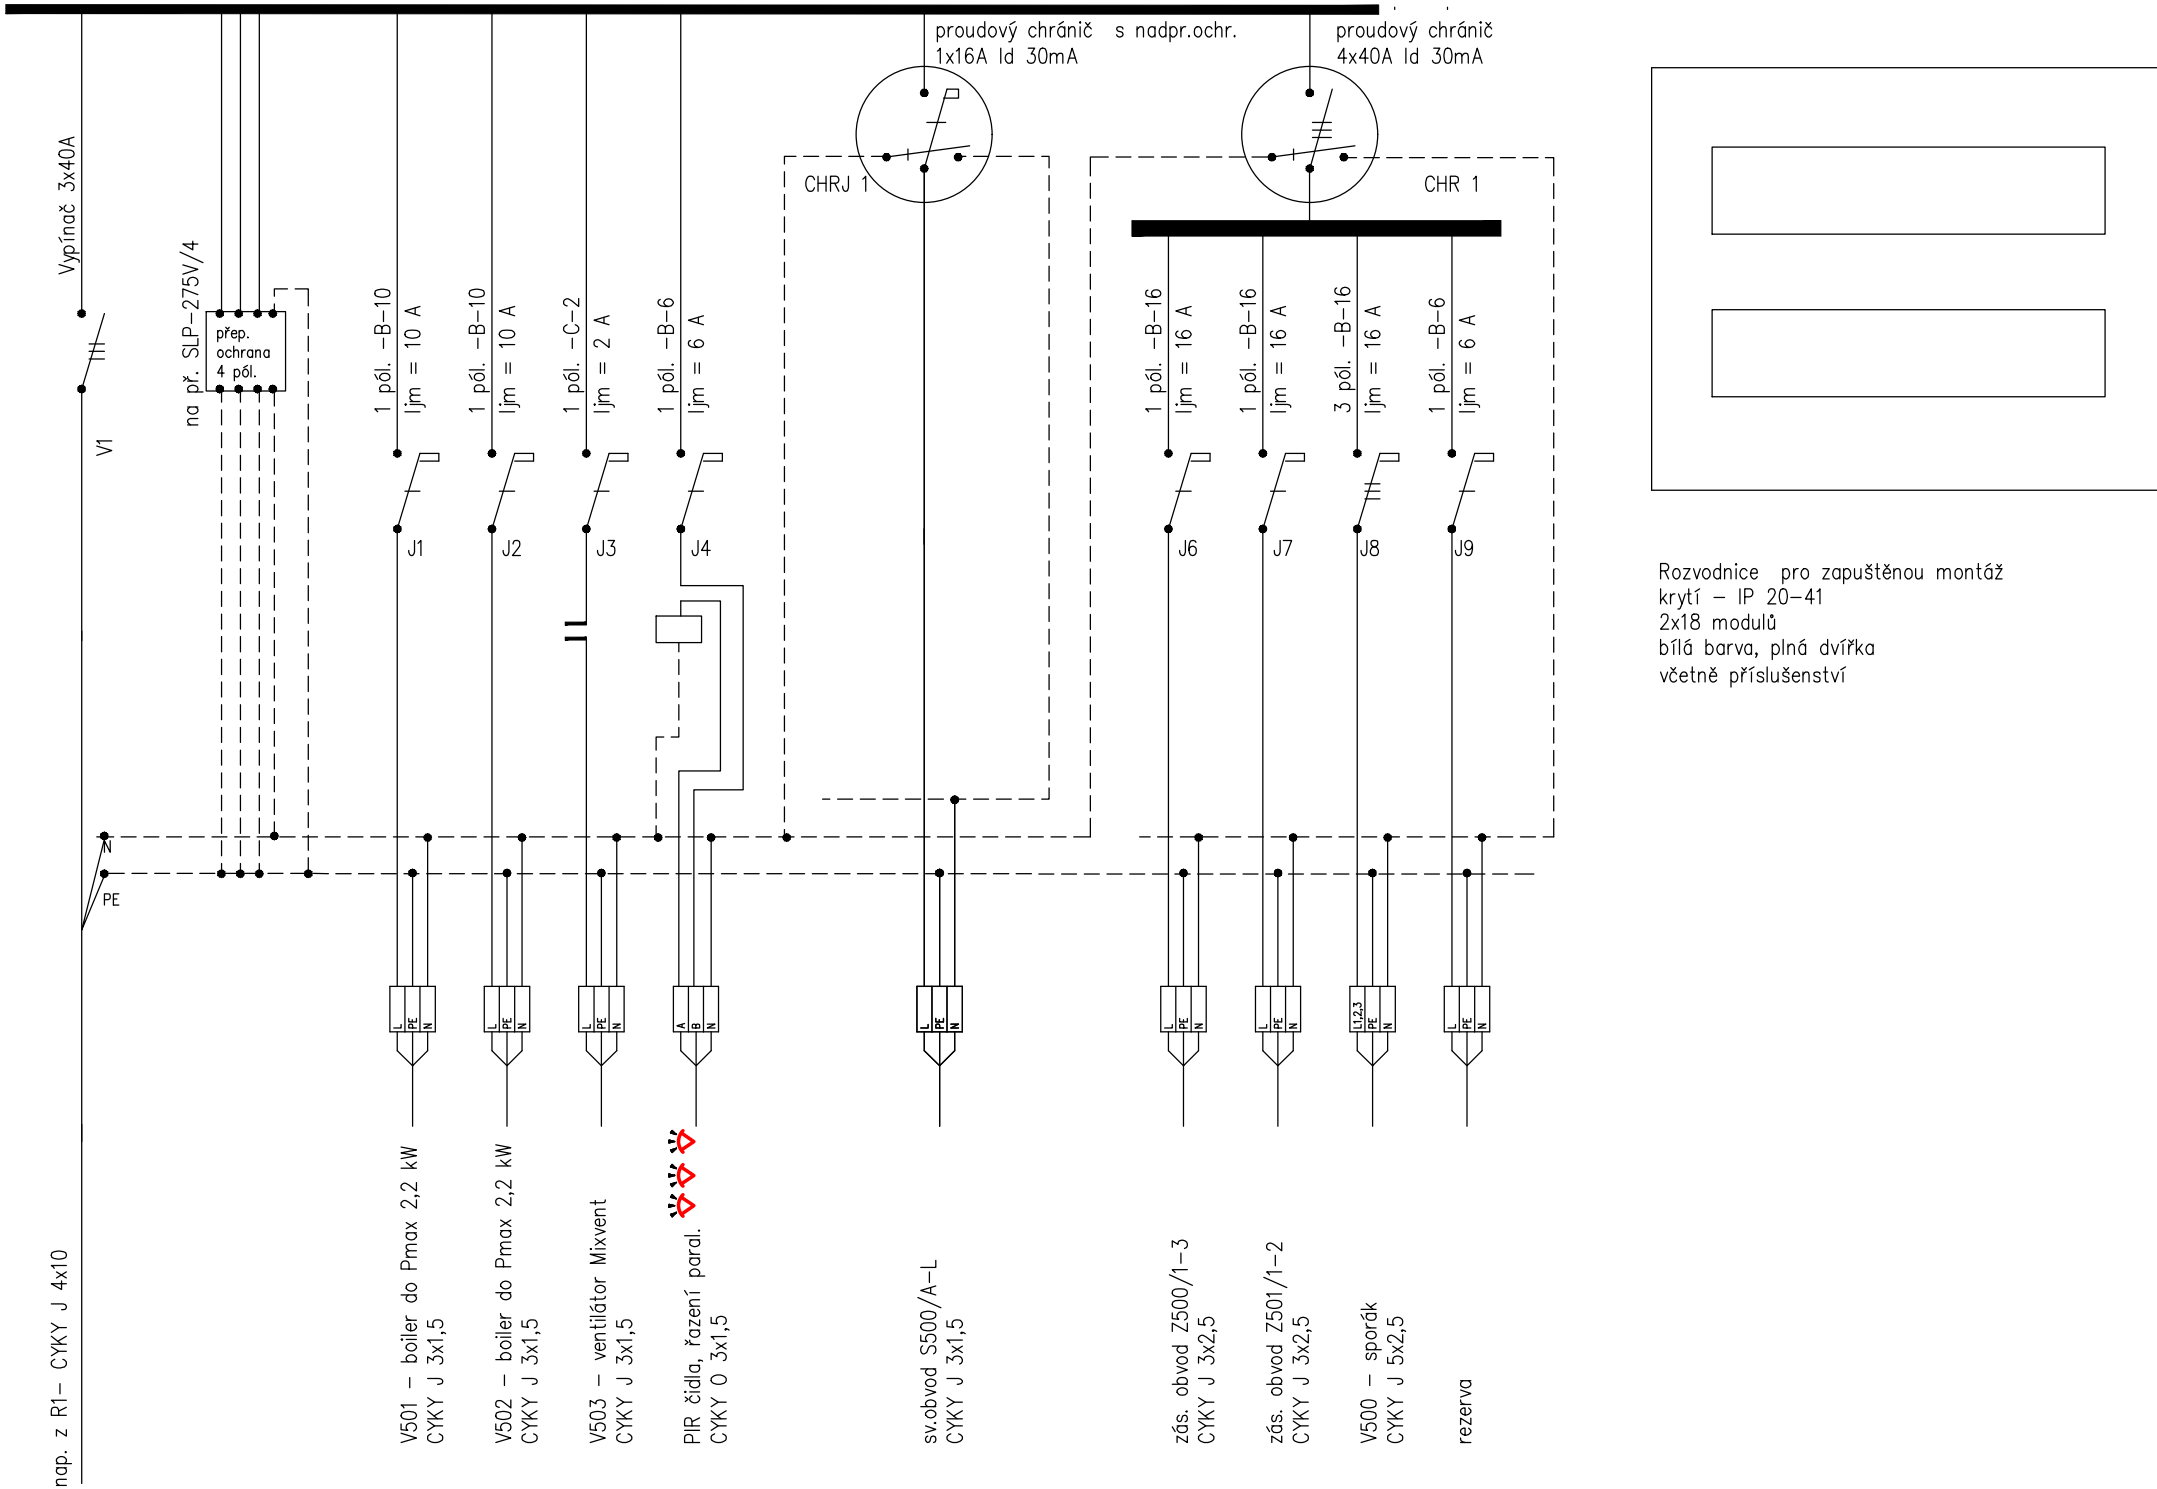 proudový chránič s nadpr.ochr.
1x16A Id 30mA
proudový chránič
4x40A Id 30mA
CHRJ 1
CHR 1
Vypínač 3x40A
V1
na př. SLP-275V/4
přep.
ochrana
4 pól.
1 pól. -B-10
Ijm = 10 A
1 pól. -B-10
Ijm = 10 A
1 pól. -C-2
Ijm = 2 A
1 pól. -B-6
Ijm = 6 A
1 pól. -B-16
Ijm = 16 A
1 pól. -B-16
Ijm = 16 A
3 pól. -B-16
Ijm = 16 A
1 pól. -B-6
Ijm = 6 A
J1
J2
J3
J4
J6
J7
J8
J9
Rozvodnice pro zapuštěnou montáž
krytí - IP 20-41
2x18 modulů
bílá barva, plná dvířka
včetně příslušenství
N
PE
L PE N
L PE N
L PE N
A B N
L PE N
L PE N
L PE N
L1,2,3 PE N
L PE N
nap. z R1- CYKY J 4x10
V501 - boiler do Pmax 2,2 kW
CYKY J 3x1,5
V502 - boiler do Pmax 2,2 kW
CYKY J 3x1,5
V503 - ventilátor Mixvent
CYKY J 3x1,5
PIR čidla, řazení paral.
CYKY O 3x1,5
sv.obvod S500/A-L
CYKY J 3x1,5
zás. obvod Z500/1-3
CYKY J 3x2,5
zás. obvod Z501/1-2
CYKY J 3x2,5
V500 - sporák
CYKY J 5x2,5
rezerva